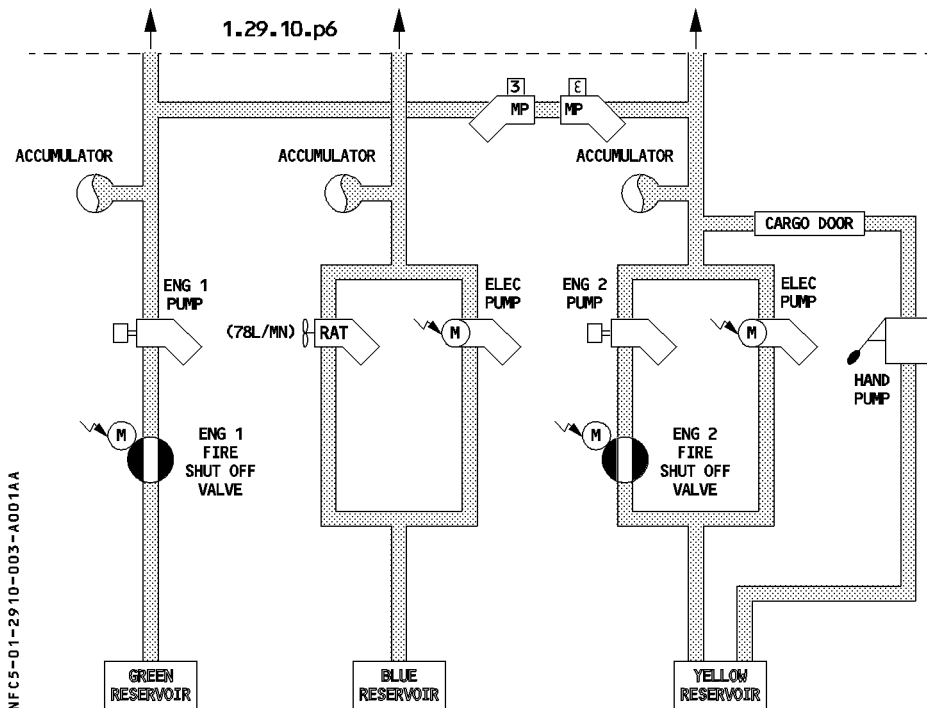 1.29.10.p6
3 Ɛ
MP MP
ACCUMULATOR ACCUMULATOR ACCUMULATOR
CARGO DOOR
ENG 1
PUMP
ELEC
PUMP
ENG 2
PUMP
ELEC
PUMP
(78L/MN) RAT M M
HAND
PUMP
M
ENG 1
FIRE
SHUT OFF
VALVE
M
ENG 2
FIRE
SHUT OFF
VALVE
GREEN
RESERVOIR
BLUE
RESERVOIR
YELLOW
RESERVOIR
NFC5-01-2910-003-A001AA